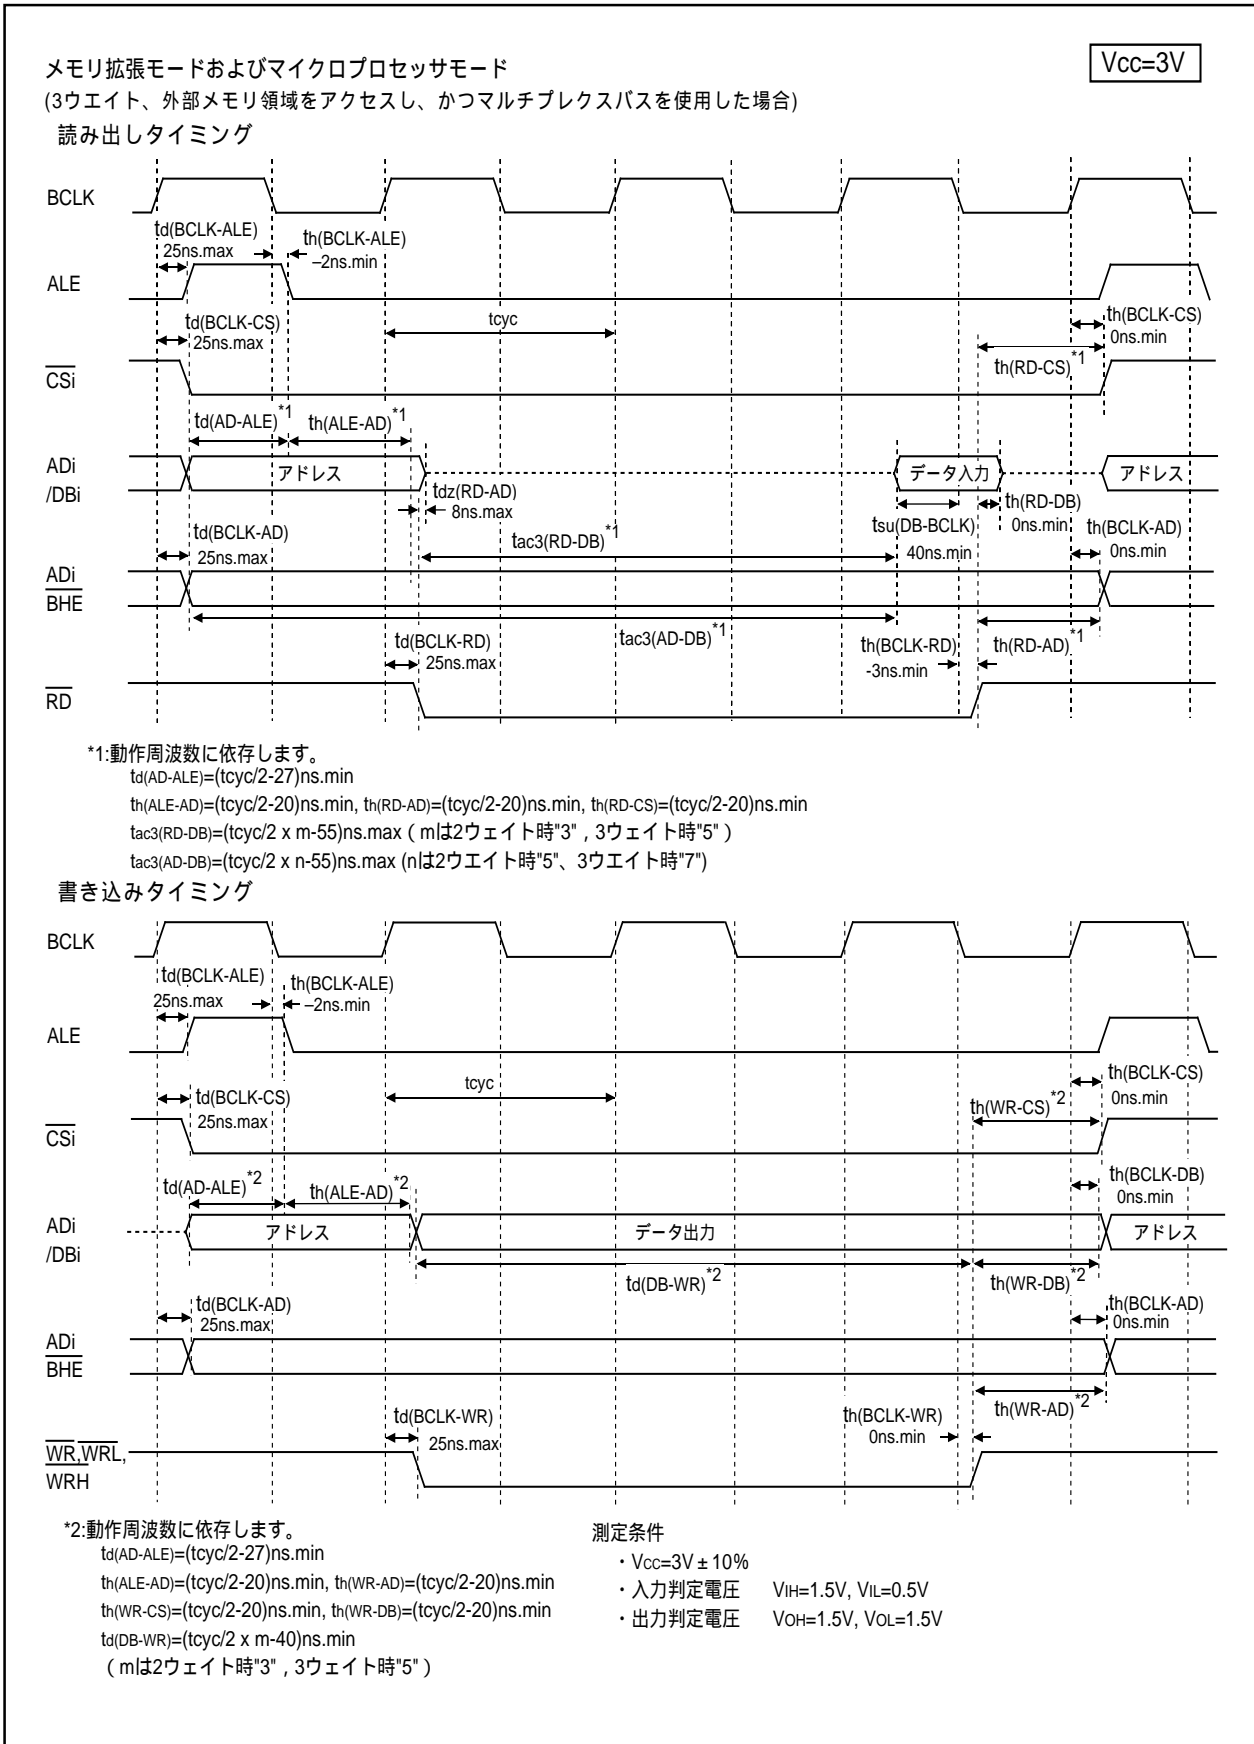 Vcc=3V
メモリ拡張モードおよびマイクロプロセッサモード
(3ウエイト、外部メモリ領域をアクセスし、かつマルチプレクスバスを使用した場合)
読み出しタイミング
BCLK
td(BCLK-ALE)
25ns.max
th(BCLK-ALE)
–2ns.min
ALE
td(BCLK-CS)
25ns.max
tcyc
th(BCLK-CS)
0ns.min
th(RD-CS)*1
CSi
td(AD-ALE)*1
th(ALE-AD)*1
ADi
/DBi
アドレス
データ入力
アドレス
tdz(RD-AD)
8ns.max
th(RD-DB)
0ns.min
tsu(DB-BCLK)
40ns.min
td(BCLK-AD)
25ns.max
tac3(RD-DB)*1
th(BCLK-AD)
0ns.min
ADi
BHE
td(BCLK-RD)
25ns.max
tac3(AD-DB)*1
th(BCLK-RD)
-3ns.min
th(RD-AD)*1
RD
*1:動作周波数に依存します。
td(AD-ALE)=(tcyc/2-27)ns.min
th(ALE-AD)=(tcyc/2-20)ns.min, th(RD-AD)=(tcyc/2-20)ns.min, th(RD-CS)=(tcyc/2-20)ns.min
tac3(RD-DB)=(tcyc/2 x m-55)ns.max ( mは2ウェイト時"3" , 3ウェイト時"5" )
tac3(AD-DB)=(tcyc/2 x n-55)ns.max (nは2ウエイト時"5"、3ウエイト時"7")
書き込みタイミング
BCLK
td(BCLK-ALE)
25ns.max
th(BCLK-ALE)
–2ns.min
ALE
td(BCLK-CS)
25ns.max
tcyc
th(BCLK-CS)
0ns.min
th(WR-CS)*2
CSi
td(AD-ALE)*2
th(ALE-AD)*2
th(BCLK-DB)
0ns.min
ADi
/DBi
アドレス
データ出力
アドレス
td(DB-WR)*2
th(WR-DB)*2
td(BCLK-AD)
25ns.max
th(BCLK-AD)
0ns.min
ADi
BHE
td(BCLK-WR)
25ns.max
th(BCLK-WR)
0ns.min
th(WR-AD)*2
WR,WRL,
WRH
*2:動作周波数に依存します。
td(AD-ALE)=(tcyc/2-27)ns.min
th(ALE-AD)=(tcyc/2-20)ns.min, th(WR-AD)=(tcyc/2-20)ns.min
th(WR-CS)=(tcyc/2-20)ns.min, th(WR-DB)=(tcyc/2-20)ns.min
td(DB-WR)=(tcyc/2 x m-40)ns.min
( mは2ウェイト時"3" , 3ウェイト時"5" )
測定条件
・VCC=3V±10%
・入力判定電圧 VIH=1.5V, VIL=0.5V
・出力判定電圧 VOH=1.5V, VOL=1.5V